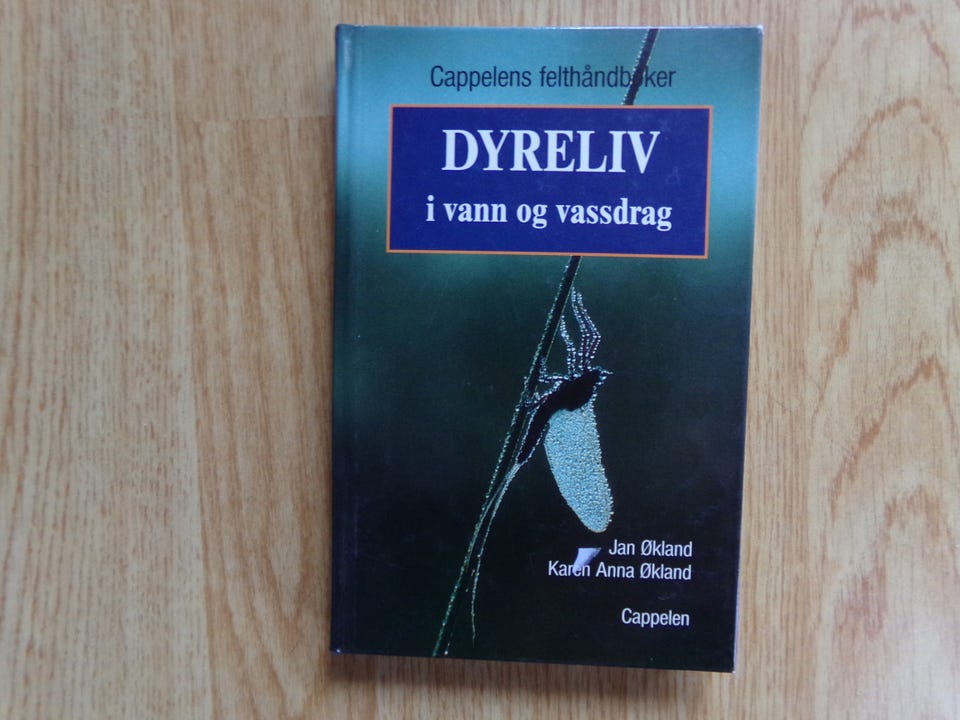 Cappelens felthåndbøker
DYRELIV
i vann og vassdrag
Jan Økland
Karen Anna Økland
Cappelen